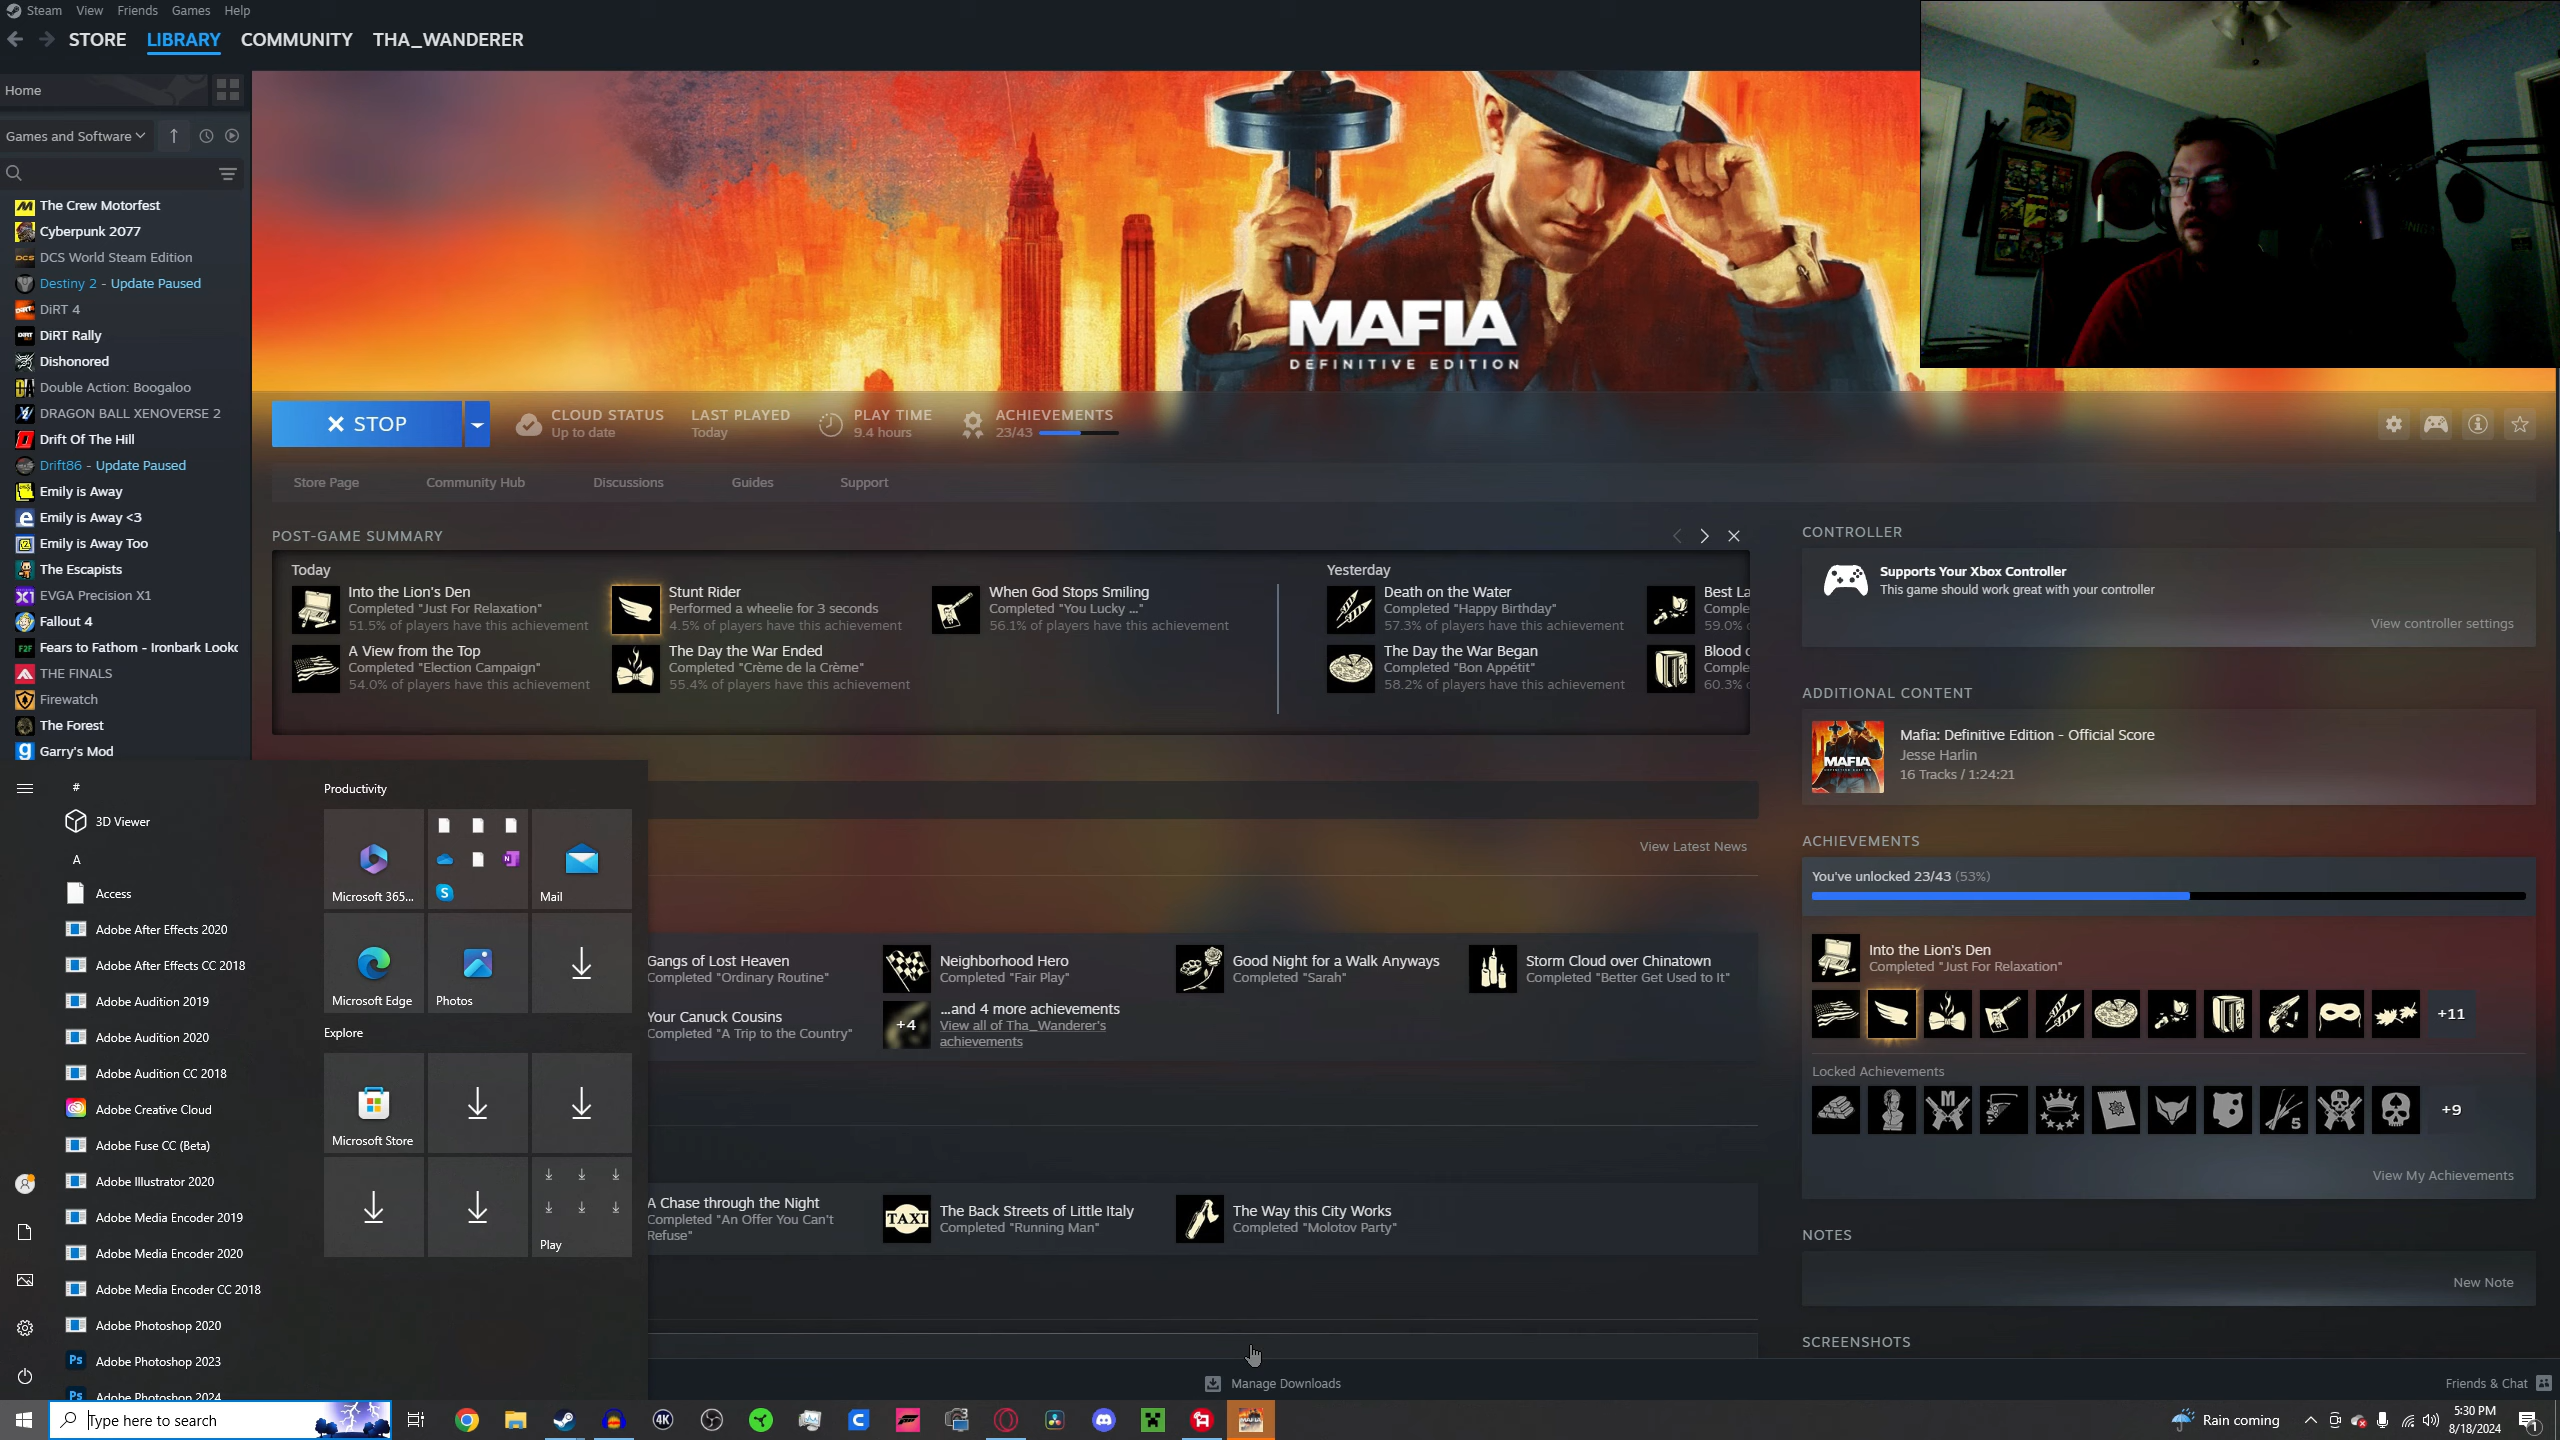 Steam View Friends Games Help
STORE LIBRARY COMMUNITY THA_WANDERER
Home
Games and Software
The Crew Motorfest
Cyberpunk 2077
DCS World Steam Edition
Destiny 2 - Update Paused
DiRT 4
DiRT Rally
Dishonored
Double Action: Boogaloo
DRAGON BALL XENOVERSE 2
Drift Of The Hill
Drift86 - Update Paused
Emily is Away
Emily is Away <3
Emily is Away Too
The Escapists
EVGA Precision X1
Fallout 4
Fears to Fathom - Ironbark Looko
THE FINALS
Firewatch
The Forest
Garry's Mod
MAFIA
DEFINITIVE EDITION
STOP
CLOUD STATUS
Up to date
LAST PLAYED
Today
PLAY TIME
9.4 hours
ACHIEVEMENTS
23/43
Store Page Community Hub Discussions Guides Support
POST-GAME SUMMARY
Today
Into the Lion's Den
Completed "Just For Relaxation"
51.5% of players have this achievement
Stunt Rider
Performed a wheelie for 3 seconds
4.5% of players have this achievement
When God Stops Smiling
Completed "You Lucky ..."
56.1% of players have this achievement
A View from the Top
Completed "Election Campaign"
54.0% of players have this achievement
The Day the War Ended
Completed "Crème de la Crème"
55.4% of players have this achievement
Yesterday
Death on the Water
Completed "Happy Birthday"
57.3% of players have this achievement
Best La
Comple
59.0%
The Day the War Began
Completed "Bon Appétit"
58.2% of players have this achievement
Blood
Comple
60.3%
View Latest News
Gangs of Lost Heaven
Completed "Ordinary Routine"
Neighborhood Hero
Completed "Fair Play"
Good Night for a Walk Anyways
Completed "Sarah"
Storm Cloud over Chinatown
Completed "Better Get Used to It"
Your Canuck Cousins
Completed "A Trip to the Country"
+4
...and 4 more achievements
View all of Tha_Wanderer's
achievements
A Chase through the Night
Completed "An Offer You Can't
Refuse"
TAXI
The Back Streets of Little Italy
Completed "Running Man"
The Way this City Works
Completed "Molotov Party"
CONTROLLER
Supports Your Xbox Controller
This game should work great with your controller
View controller settings
ADDITIONAL CONTENT
MAFIA
Mafia: Definitive Edition - Official Score
Jesse Harlin
16 Tracks / 1:24:21
ACHIEVEMENTS
You've unlocked 23/43 (53%)
Into the Lion's Den
Completed "Just For Relaxation"
+11
Locked Achievements
M
5
+9
View My Achievements
NOTES
New Note
SCREENSHOTS
Manage Downloads
Friends & Chat
#
3D Viewer
A
Access
Adobe After Effects 2020
Adobe After Effects CC 2018
Adobe Audition 2019
Adobe Audition 2020
Adobe Audition CC 2018
Adobe Creative Cloud
Adobe Fuse CC (Beta)
Adobe Illustrator 2020
Adobe Media Encoder 2019
Adobe Media Encoder 2020
Adobe Media Encoder CC 2018
Adobe Photoshop 2020
Adobe Photoshop 2023
Adobe Photoshop 2024
Productivity
Microsoft 365...
Mail
Microsoft Edge
Photos
Explore
Microsoft Store
Play
Type here to search
4K
Rain coming
5:30 PM
8/18/2024
1